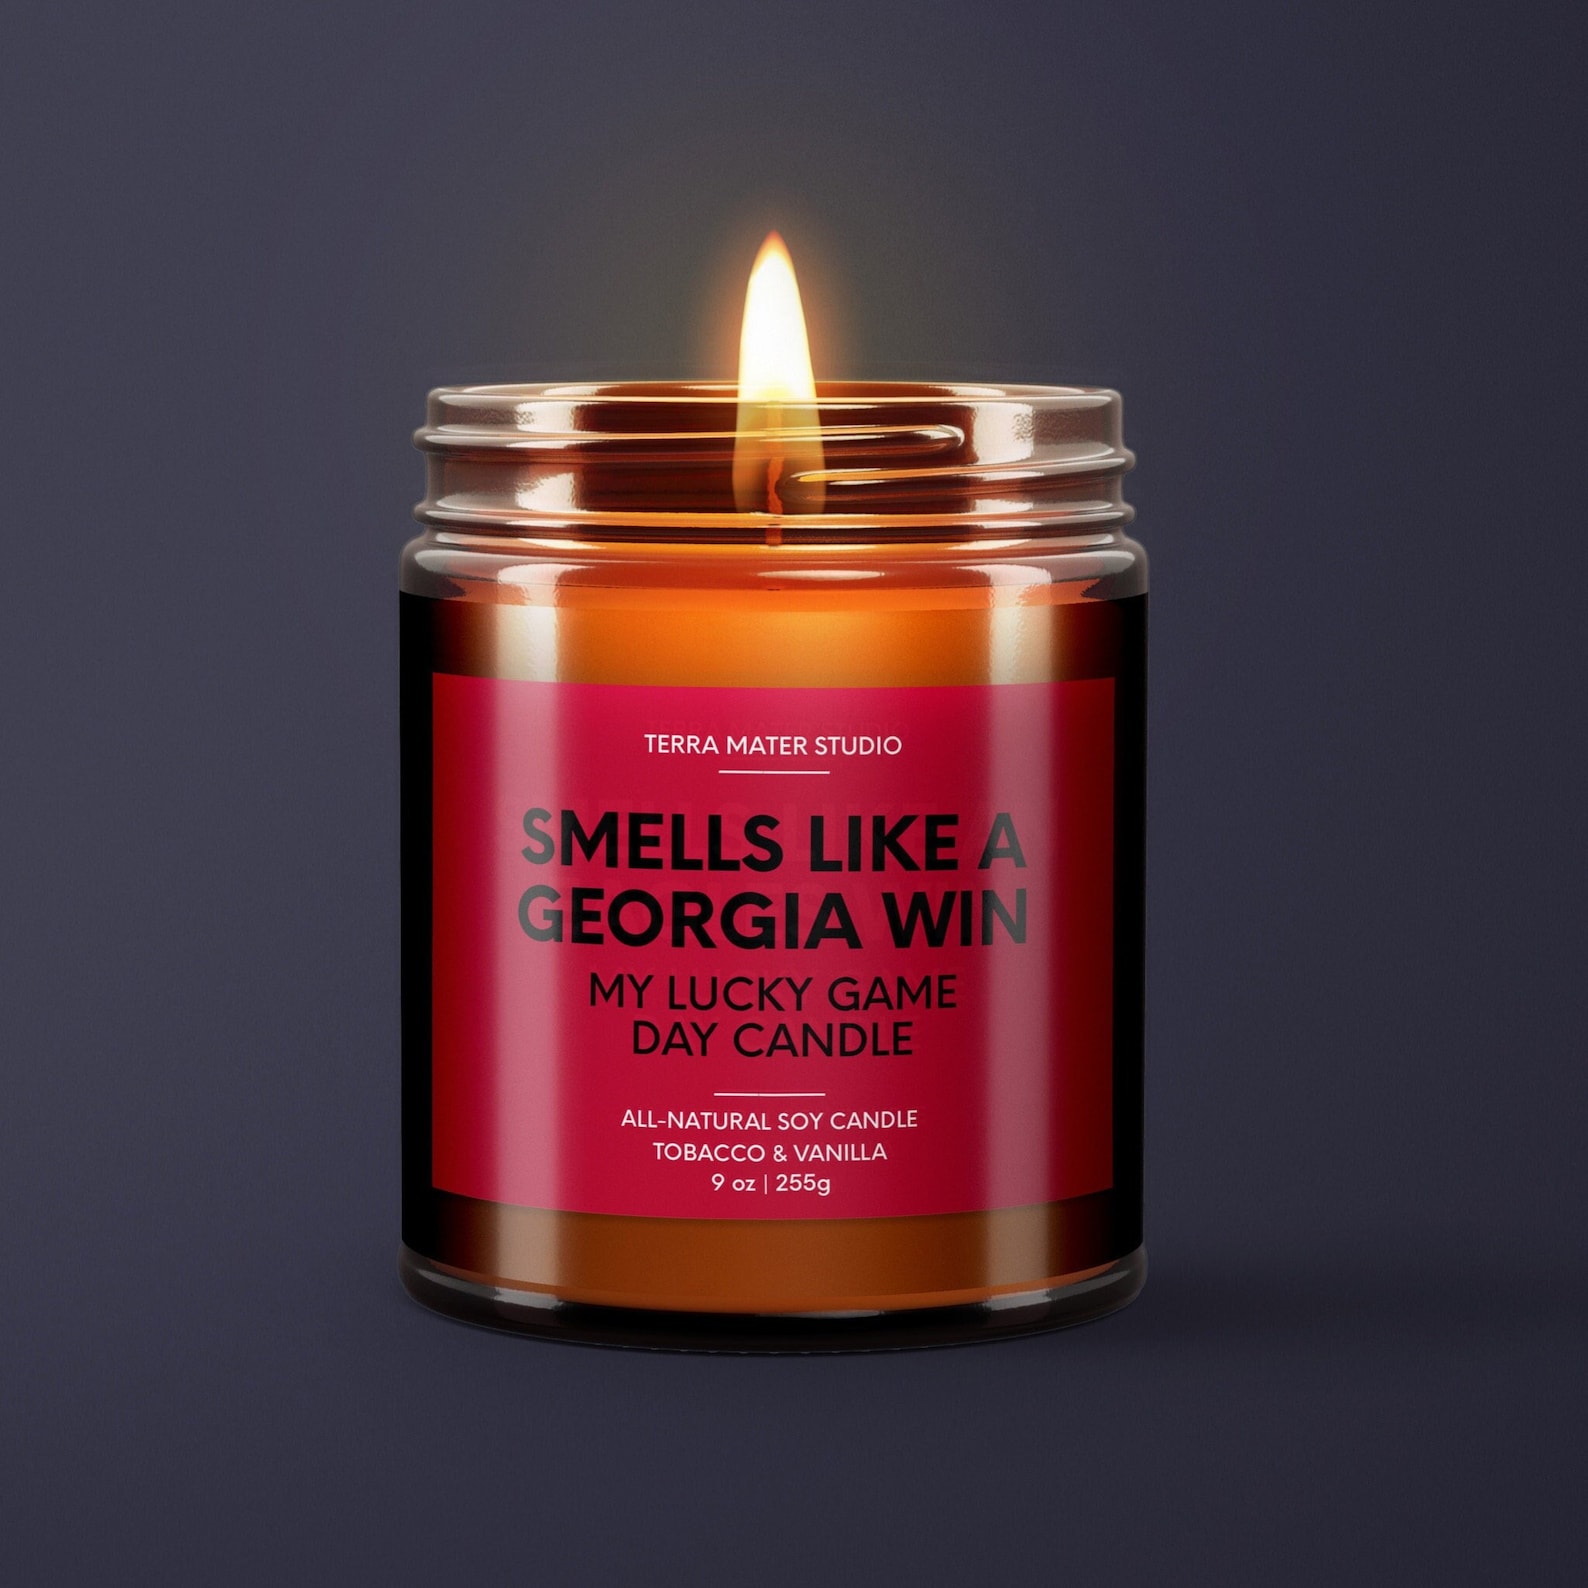 TERRA MATER STUDIO
SMELLS LIKE A
GEORGIA WIN
MY LUCKY GAME
DAY CANDLE
ALL-NATURAL SOY CANDLE
TOBACCO & VANILLA
9 oz | 255g